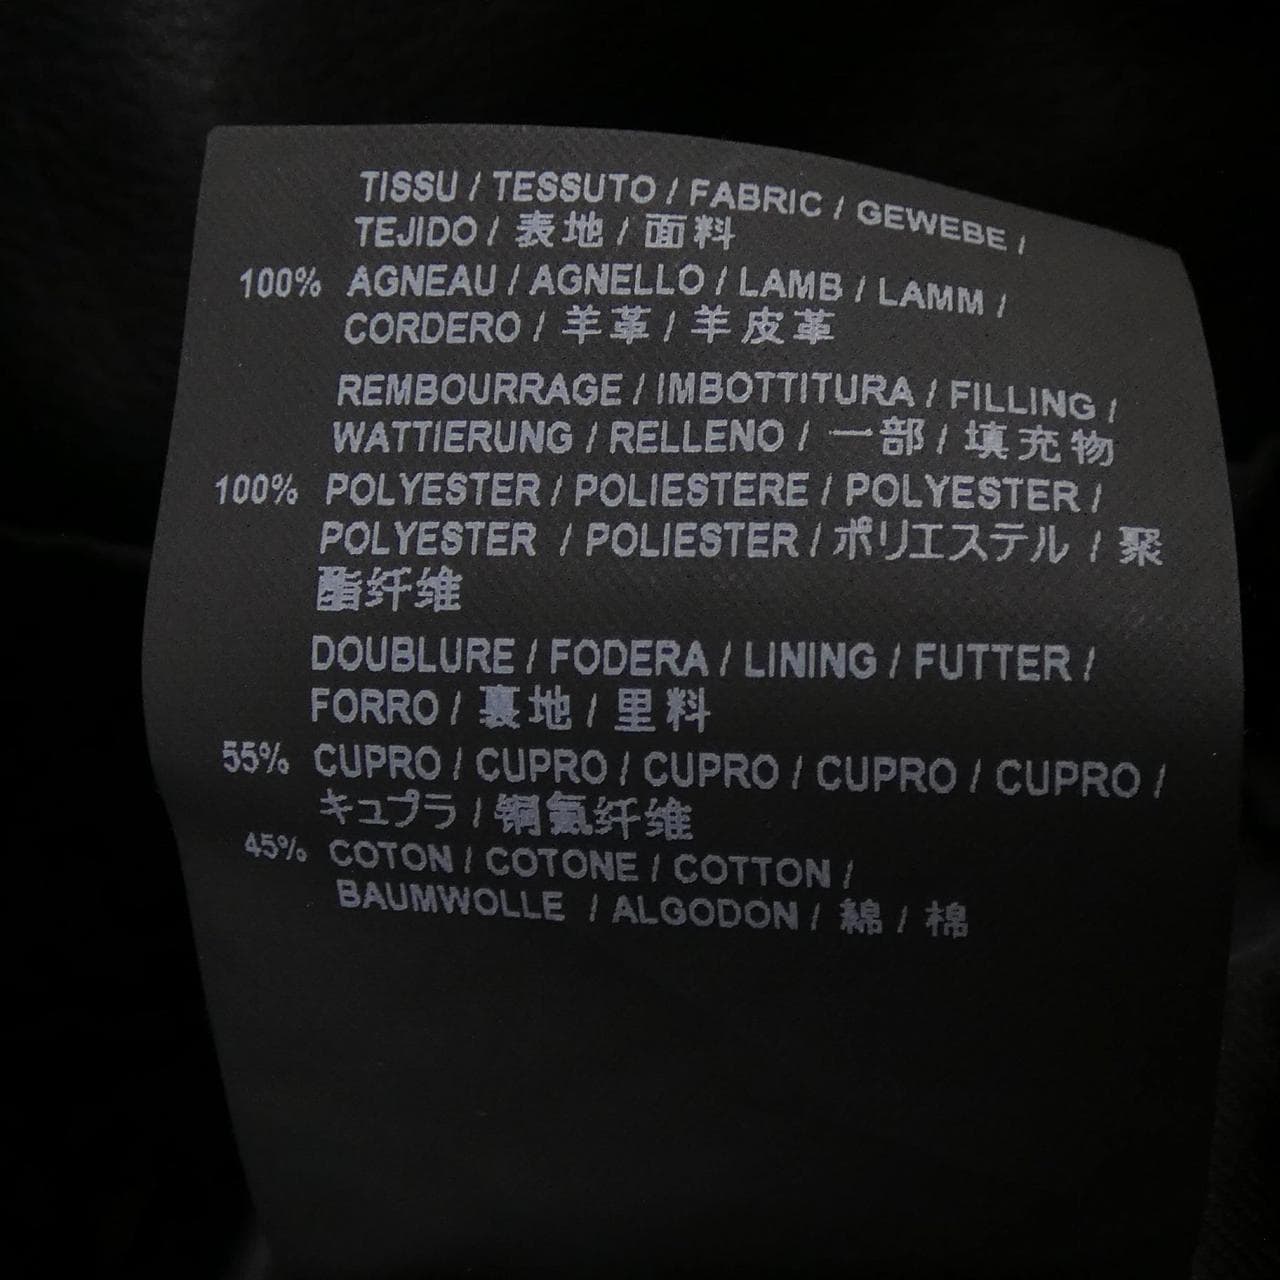 TISSU / TESSUTO / FABRIC / GEWEBE /
TEJIDO / 表地 / 面料
100% AGNEAU / AGNELLO / LAMB / LAMM /
CORDERO / 羊革 / 羊皮革
REMBOURRAGE / IMBOTTITURA / FILLING /
WATTIERUNG / RELLENO / 一部 / 填充物
100% POLYESTER / POLIESTERE / POLYESTER /
POLYESTER / POLIESTER / ポリエステル / 聚
酯纤维
DOUBLURE / FODERA / LINING / FUTTER /
FORRO / 裏地 / 里料
55% CUPRO / CUPRO / CUPRO / CUPRO / CUPRO /
キュプラ / 铜氨纤维
45% COTON / COTONE / COTTON /
BAUMWOLLE / ALGODON / 綿 / 棉